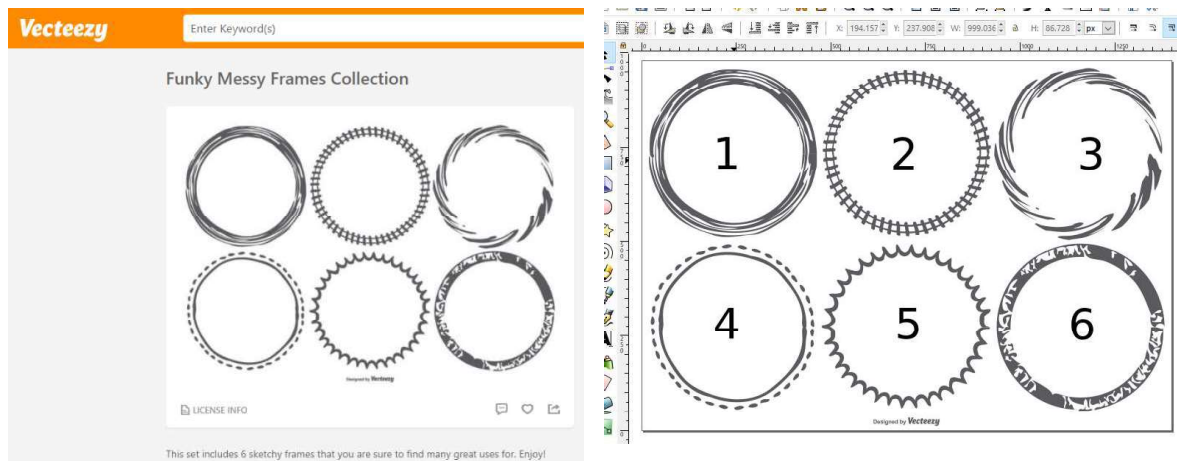 Vecteezy
Enter Keyword(s)
Funky Messy Frames Collection
Designed by Vecteezy
LICENSE INFO
This set includes 6 sketchy frames that you are sure to find many great uses for. Enjoy!
X: 194.157 Y: 237.908 W: 999.036 H: 86.728 px
1 2 3
4 5 6
Designed by Vecteezy